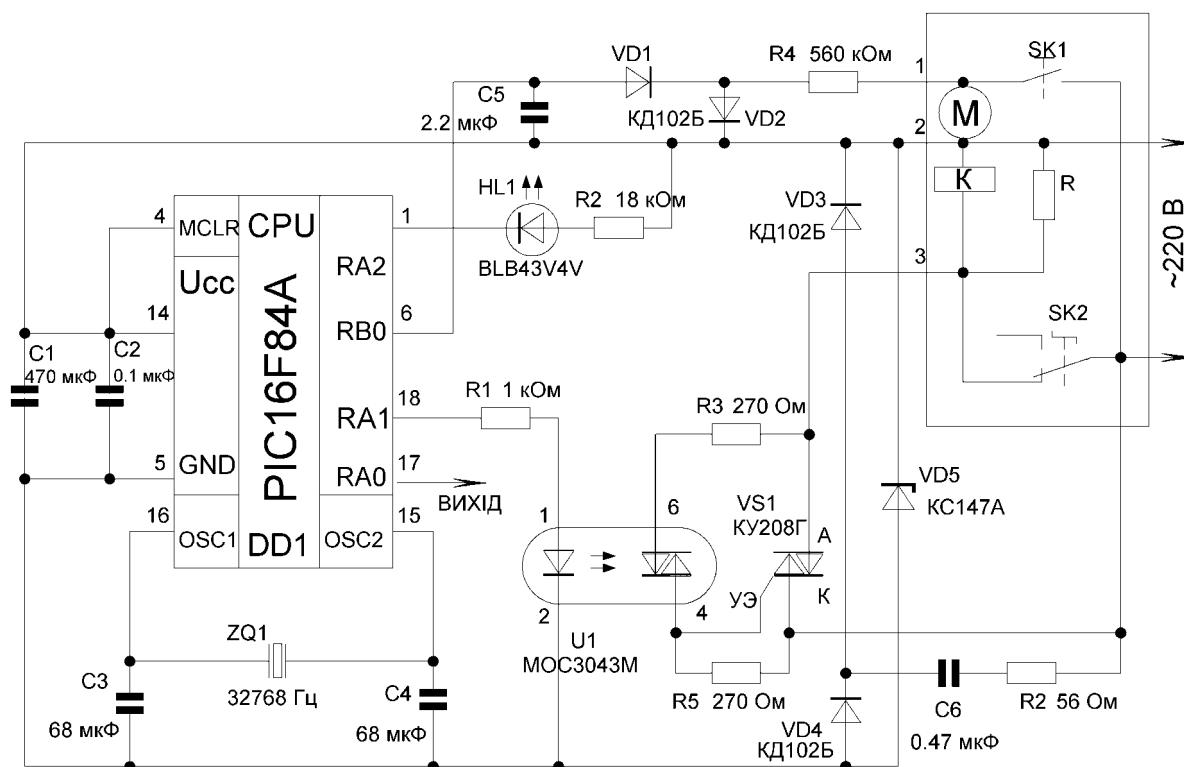 VD1
R4 560 кОм
1
SK1
C5
2.2 мкФ
КД102Б
VD2
2
М
4
MCLR
CPU
1
HL1
R2 18 кОм
VD3
КД102Б
К
R
~220 В
BLB43V4V
RA2
Ucc
14
6
RB0
3
SK2
C1
470 мкФ
C2
0.1 мкФ
PIC16F84A
18
RA1
R1 1 кОм
R3 270 Ом
5
GND
17
RA0
ВИХІД
VD5
КС147А
VS1
КУ208Г
16
OSC1
DD1
OSC2
15
1
6
А
УЭ
К
2
4
U1
MOC3043M
ZQ1
32768 Гц
C3
68 мкФ
C4
68 мкФ
R5 270 Ом
VD4
КД102Б
C6
0.47 мкФ
R2 56 Ом